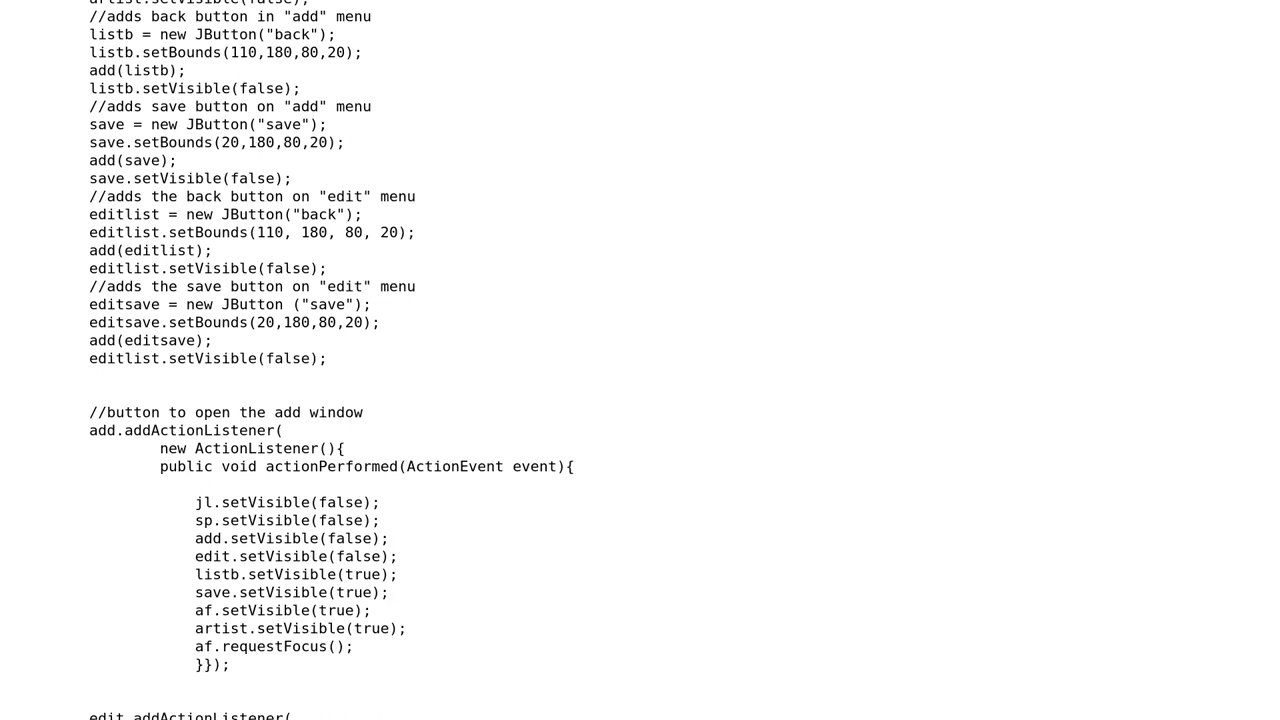 artist.setVisible(false);
//adds back button in "add" menu
listb = new JButton("back");
listb.setBounds(110,180,80,20);
add(listb);
listb.setVisible(false);
//adds save button on "add" menu
save = new JButton("save");
save.setBounds(20,180,80,20);
add(save);
save.setVisible(false);
//adds the back button on "edit" menu
editlist = new JButton("back");
editlist.setBounds(110, 180, 80, 20);
add(editlist);
editlist.setVisible(false);
//adds the save button on "edit" menu
editsave = new JButton ("save");
editsave.setBounds(20,180,80,20);
add(editsave);
editlist.setVisible(false);
//button to open the add window
add.addActionListener(
new ActionListener(){
public void actionPerformed(ActionEvent event){
jl.setVisible(false);
sp.setVisible(false);
add.setVisible(false);
edit.setVisible(false);
listb.setVisible(true);
save.setVisible(true);
af.setVisible(true);
artist.setVisible(true);
af.requestFocus();
}});
edit.addActionListener(